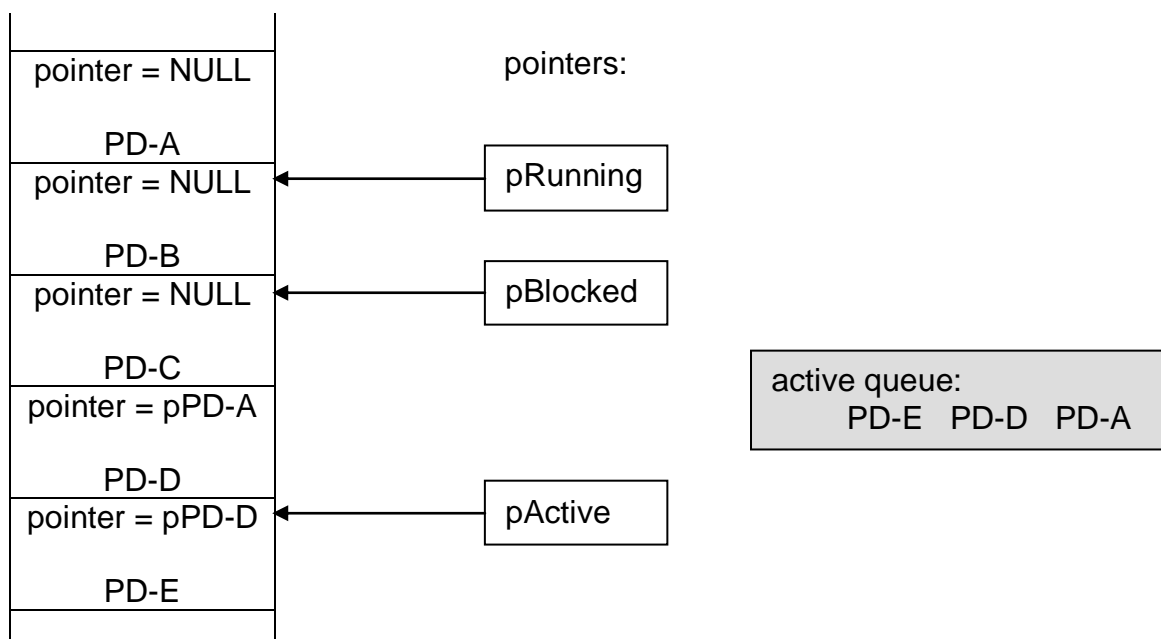 pointer = NULL
PD-A
pointer = NULL
PD-B
pointer = NULL
PD-C
pointer = pPD-A
PD-D
pointer = pPD-D
PD-E
pointers:
pRunning
pBlocked
pActive
active queue:
PD-E PD-D PD-A